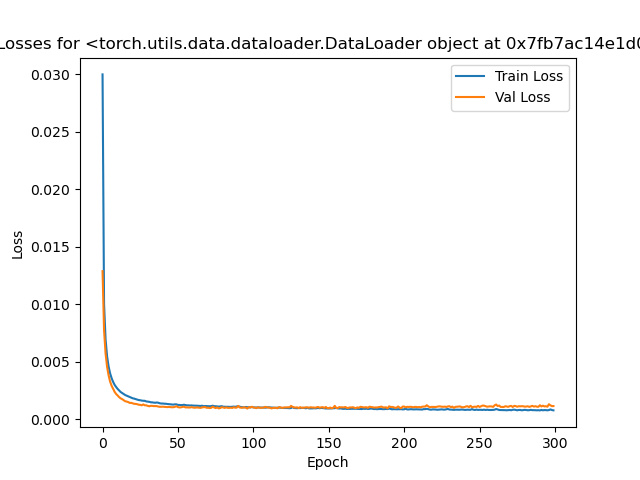 Losses for <torch.utils.data.dataloader.DataLoader object at 0x7fb7ac14e1d0
Train Loss
Val Loss
0.030
0.025
0.020
0.015
0.010
0.005
0.000
Loss
0 50 100 150 200 250 300
Epoch